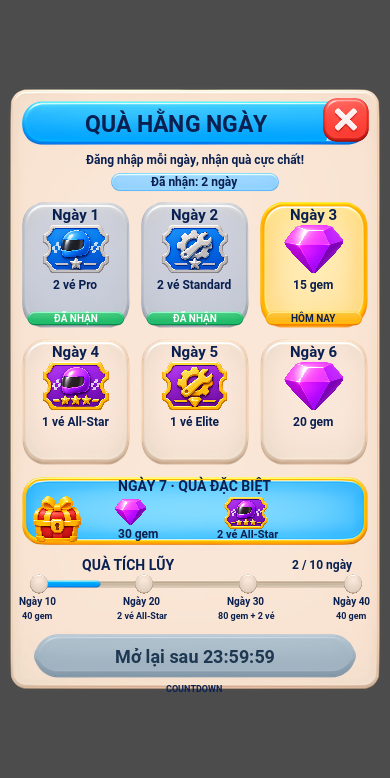 QUÀ HẰNG NGÀY
Đăng nhập mỗi ngày, nhận quà cực chất!
Đã nhận: 2 ngày
Ngày 1
2 vé Pro
ĐÃ NHẬN
Ngày 2
2 vé Standard
ĐÃ NHẬN
Ngày 3
15 gem
HÔM NAY
Ngày 4
1 vé All-Star
Ngày 5
1 vé Elite
Ngày 6
20 gem
NGÀY 7 · QUÀ ĐẶC BIỆT
30 gem
2 vé All-Star
QUÀ TÍCH LŨY
2 / 10 ngày
Ngày 10
40 gem
Ngày 20
2 vé All-Star
Ngày 30
80 gem + 2 vé
Ngày 40
40 gem
Mở lại sau 23:59:59
COUNTDOWN